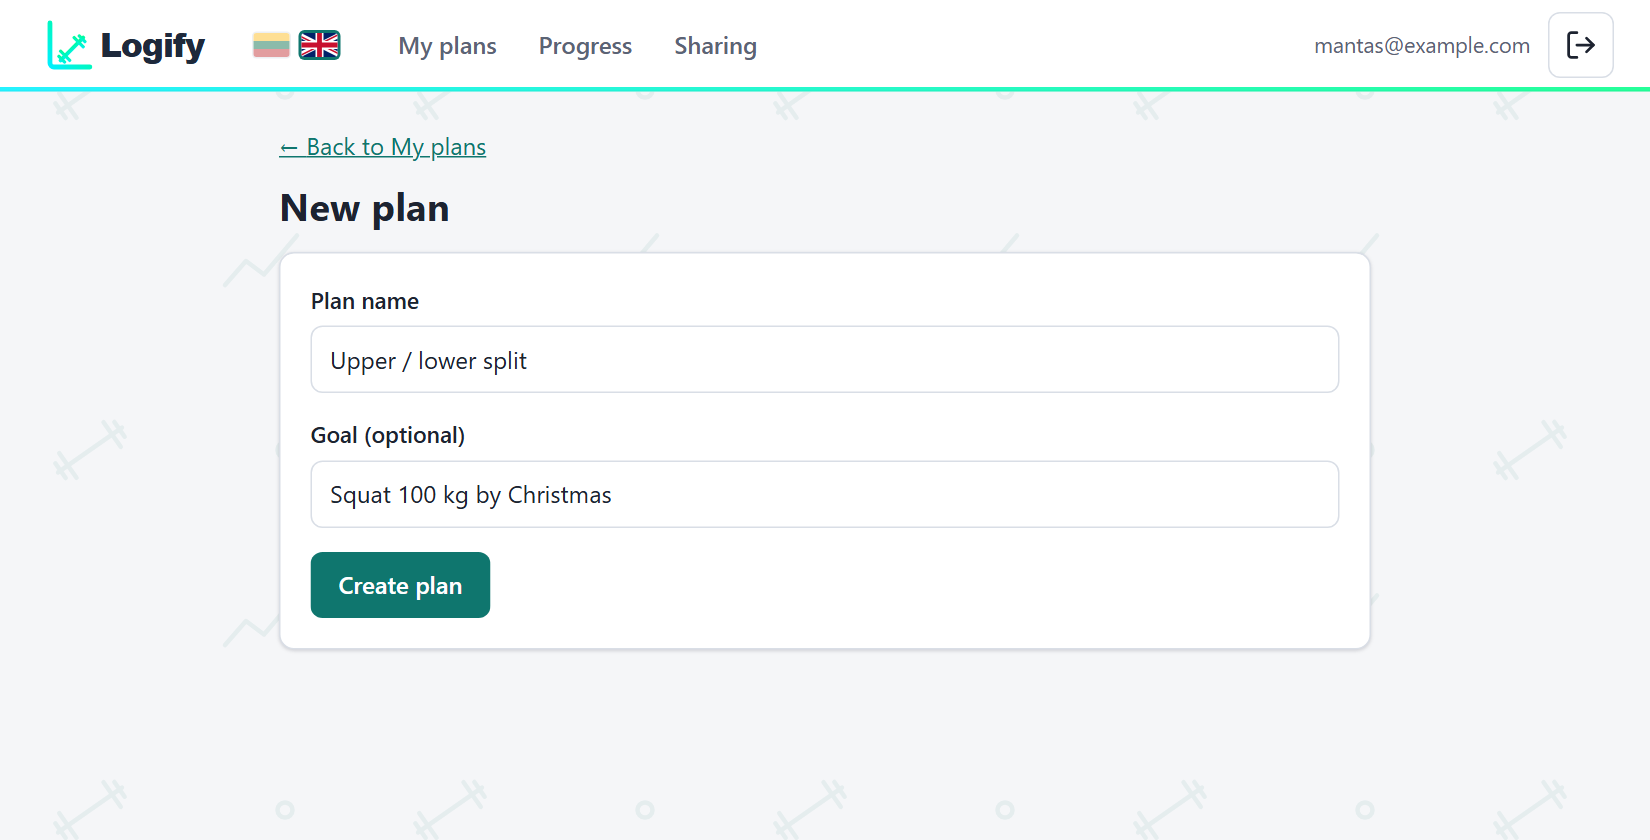 Logify
My plans
Progress
Sharing
mantas@example.com
← Back to My plans
New plan
Plan name
Upper / lower split
Goal (optional)
Squat 100 kg by Christmas
Create plan